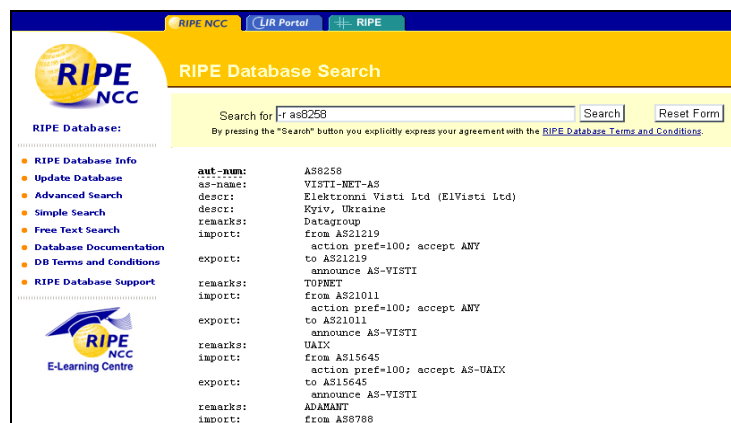 RIPE NCC LIR Portal RIPE
RIPE
NCC
RIPE Database Search
Search for -r as8258 Search Reset Form
By pressing the "Search" button you explicitly express your agreement with the RIPE Database Terms and Conditions.
RIPE Database:
RIPE Database Info
Update Database
Advanced Search
Simple Search
Free Text Search
Database Documentation
DB Terms and Conditions
RIPE Database Support
RIPE
NCC
E-Learning Centre
aut-num: AS8258
as-name: VISTI-NET-AS
descr: Elektronni Visti Ltd (ElVisti Ltd)
descr: Kyiv, Ukraine
remarks: Datagroup
import: from AS21219
action pref=100; accept ANY
export: to AS21219
announce AS-VISTI
remarks: TOPNET
import: from AS21011
action pref=100; accept ANY
export: to AS21011
announce AS-VISTI
remarks: UAIX
import: from AS15645
action pref=100; accept AS-UAIX
export: to AS15645
announce AS-VISTI
remarks: ADAMANT
import: from AS8788